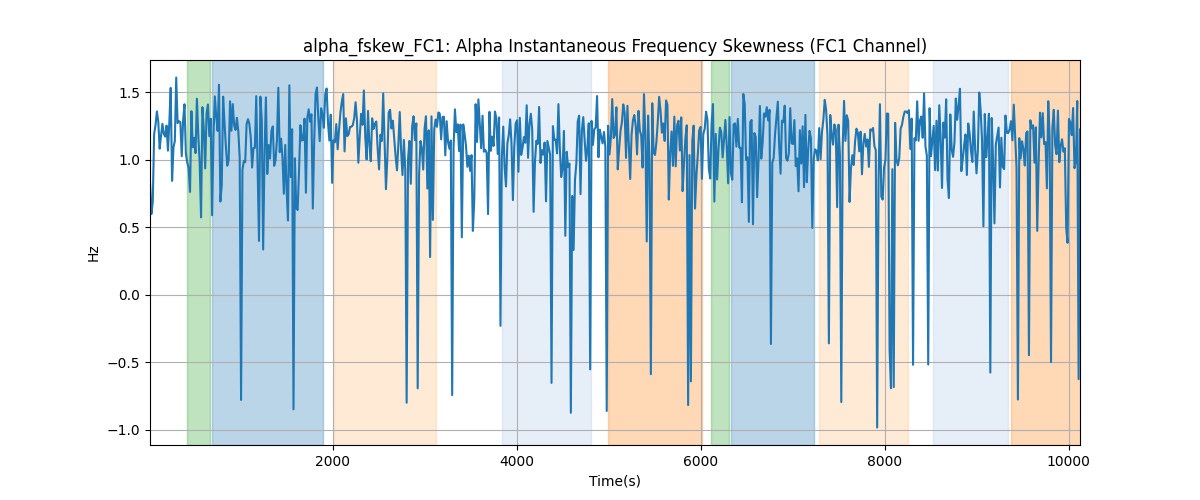 alpha_fskew_FC1: Alpha Instantaneous Frequency Skewness (FC1 Channel)
1.5
1.0
0.5
0.0
−0.5
−1.0
Hz
2000 4000 6000 8000 10000
Time(s)